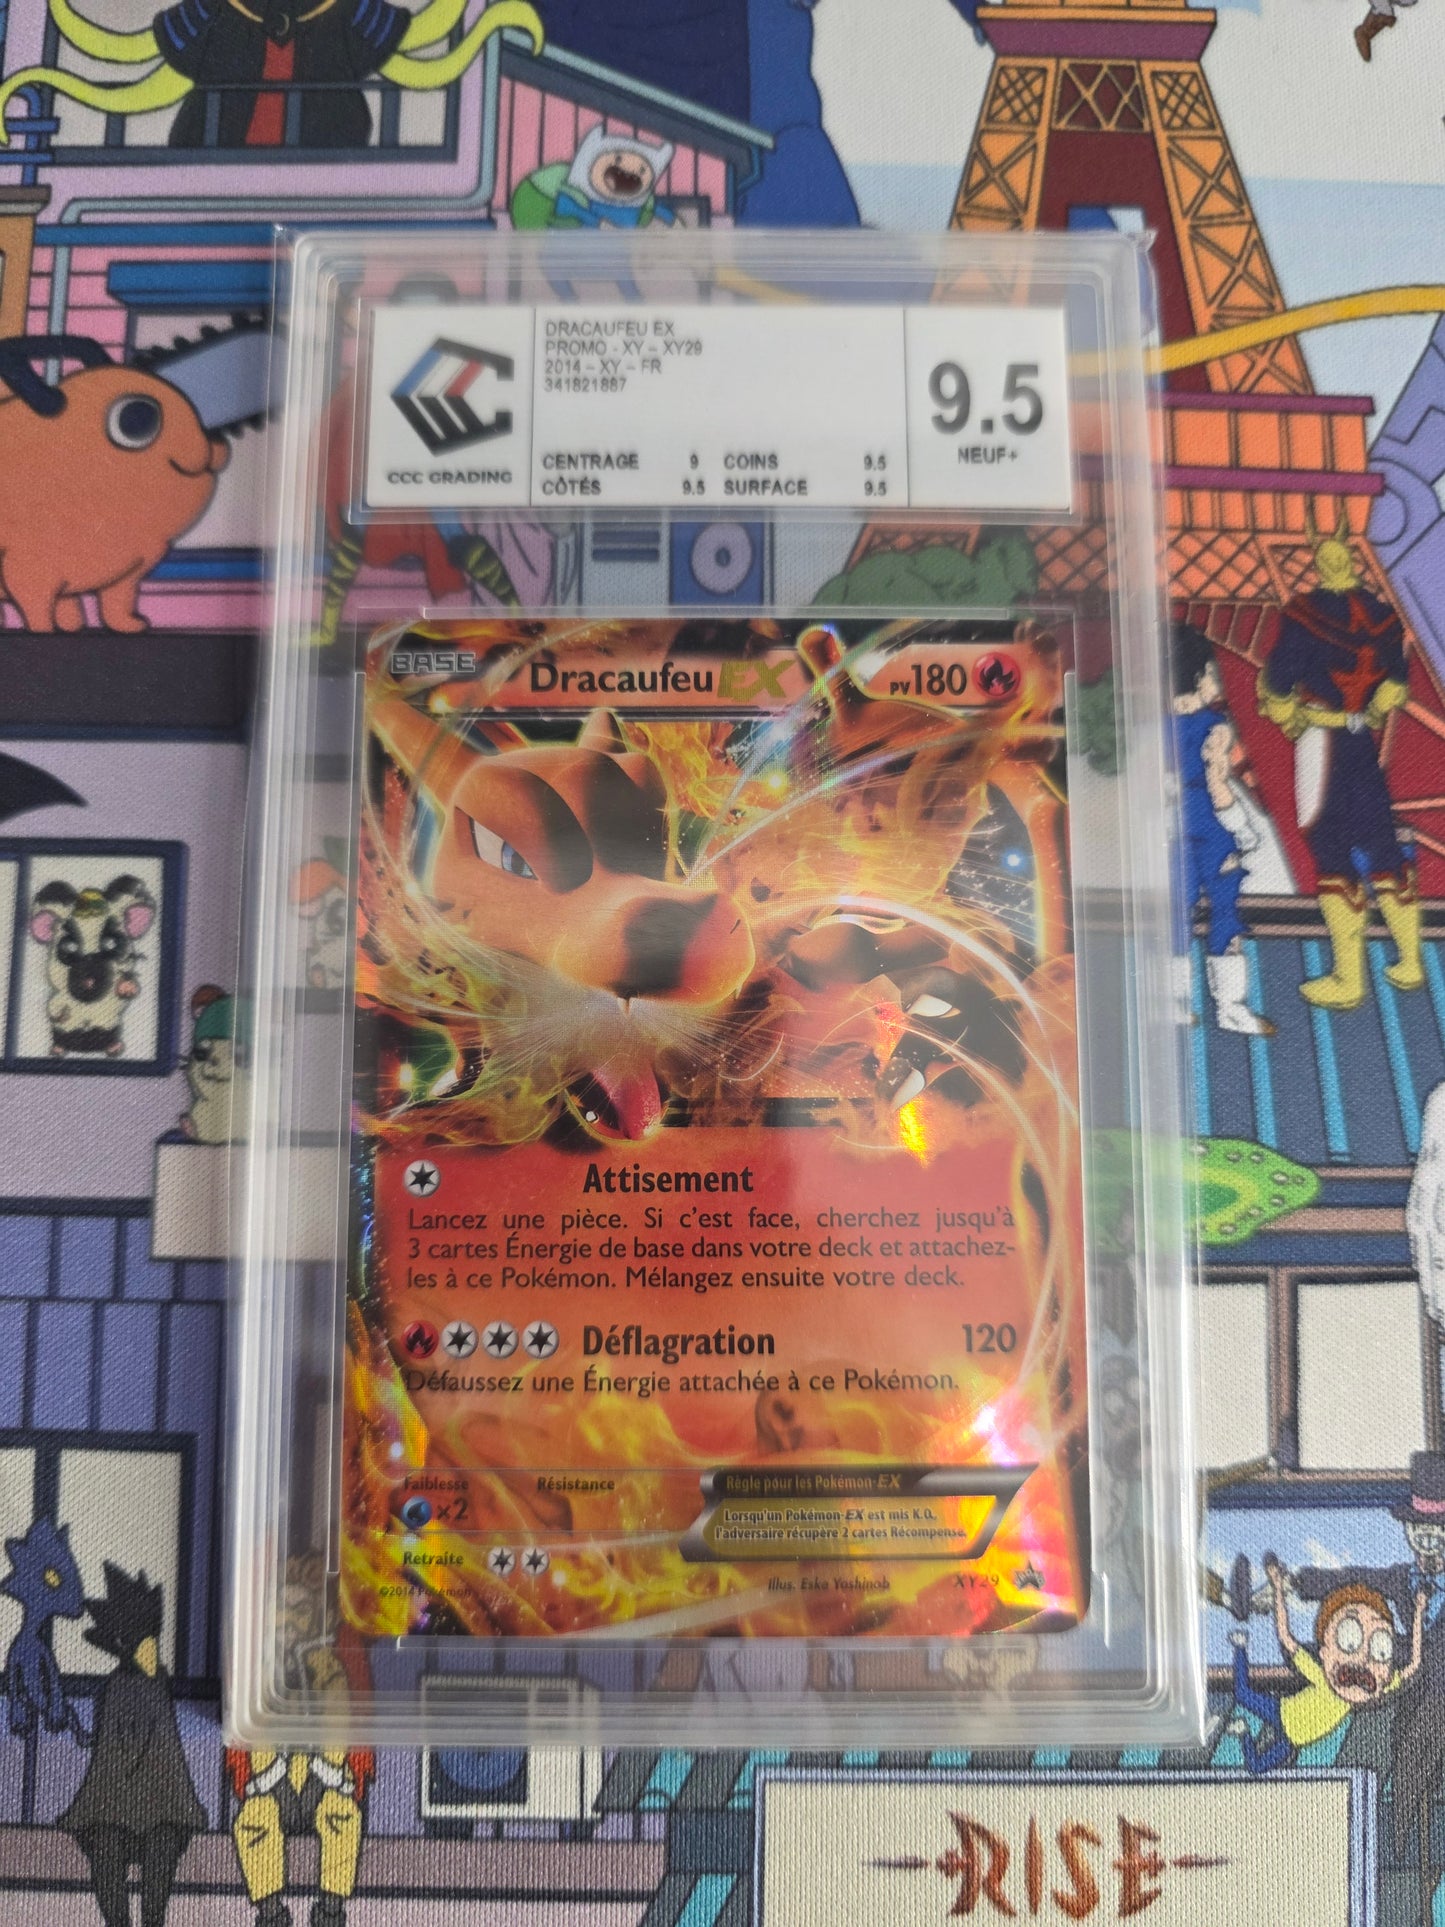 DRACAUFEU EX
PROMO - XY - XY29
2014 - XY - FR
341821887
CCC GRADING
CENTRAGE 9 COINS 9.5
CÔTÉS 9.5 SURFACE 9.5
9.5
NEUF+
BASE Dracaufeu EX PV180
Attisement
Lancez une pièce. Si c'est face, cherchez jusqu'à
3 cartes Énergie de base dans votre deck et attachez-
les à ce Pokémon. Mélangez ensuite votre deck.
Déflagration 120
Défaussez une Énergie attachée à ce Pokémon.
Faiblesse Résistance
×2
Règle pour les Pokémon-EX
Lorsqu'un Pokémon-EX est mis K.O.,
l'adversaire récupère 2 cartes Récompense.
Retraite
©2014 Pokémon Illus. Eske Yoshinob XY29
RISE